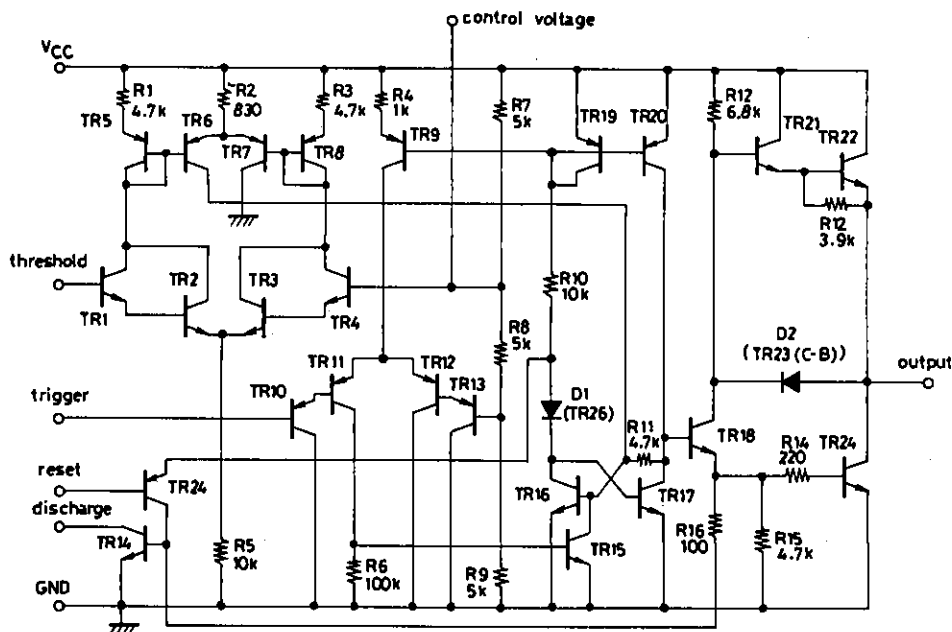 control voltage
VCC
R1
4.7k
R2
830
R3
4.7k
R4
1k
R7
5k
R12
6.8k
TR5
TR6
TR7
TR8
TR9
TR19
TR20
TR21
TR22
R12
3.9k
threshold
TR1
TR2
TR3
TR4
R10
10k
R8
5k
D2
(TR23(C-B))
output
trigger
TR10
TR11
TR12
TR13
D1
(TR26)
R11
4.7k
TR18
R14
220
TR24
reset
TR24
discharge
TR14
TR16
TR17
TR15
R16
100
R15
4.7k
R5
10k
R6
100k
R9
5k
GND